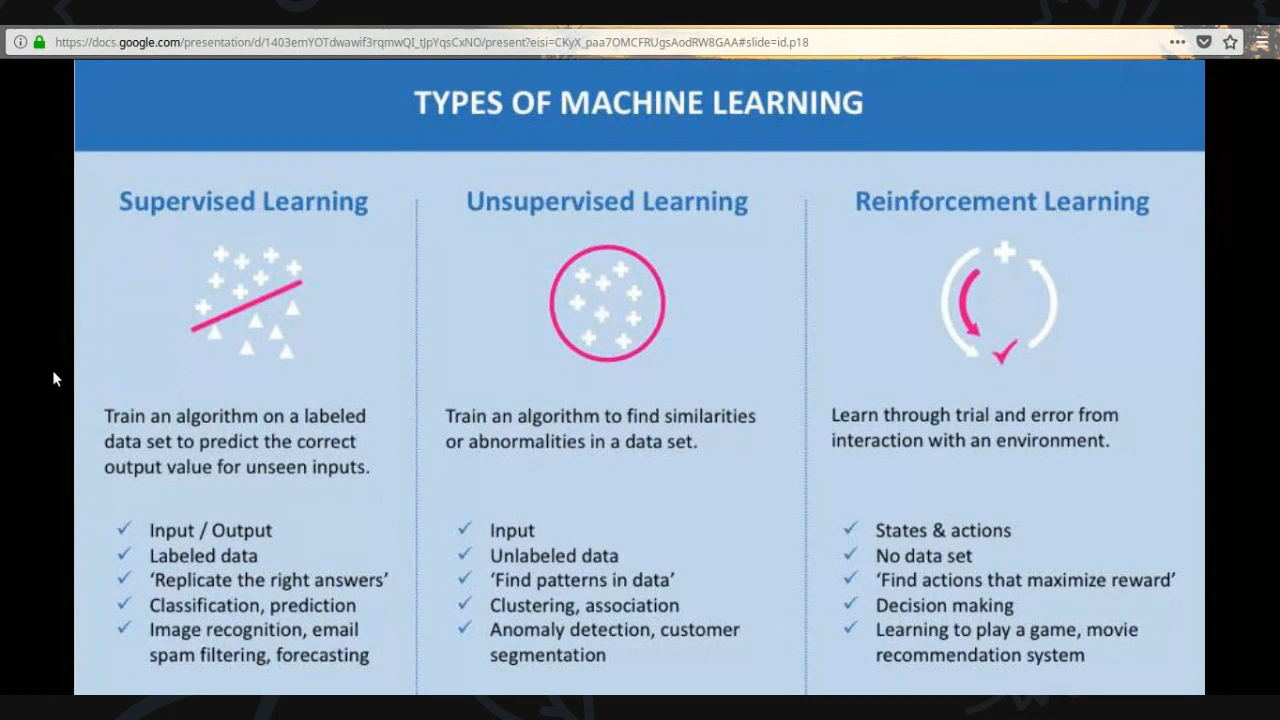 https://docs.google.com/presentation/d/1403emYOTdwawif3rqmwQI_tJpYqsCxNO/present?eisi=CKyX_paa7OMCFRUgsAodRW8GAA#slide=id.p18
TYPES OF MACHINE LEARNING
Supervised Learning
Train an algorithm on a labeled
data set to predict the correct
output value for unseen inputs.
Input / Output
Labeled data
‘Replicate the right answers’
Classification, prediction
Image recognition, email
spam filtering, forecasting
Unsupervised Learning
Train an algorithm to find similarities
or abnormalities in a data set.
Input
Unlabeled data
‘Find patterns in data’
Clustering, association
Anomaly detection, customer
segmentation
Reinforcement Learning
Learn through trial and error from
interaction with an environment.
States & actions
No data set
‘Find actions that maximize reward’
Decision making
Learning to play a game, movie
recommendation system